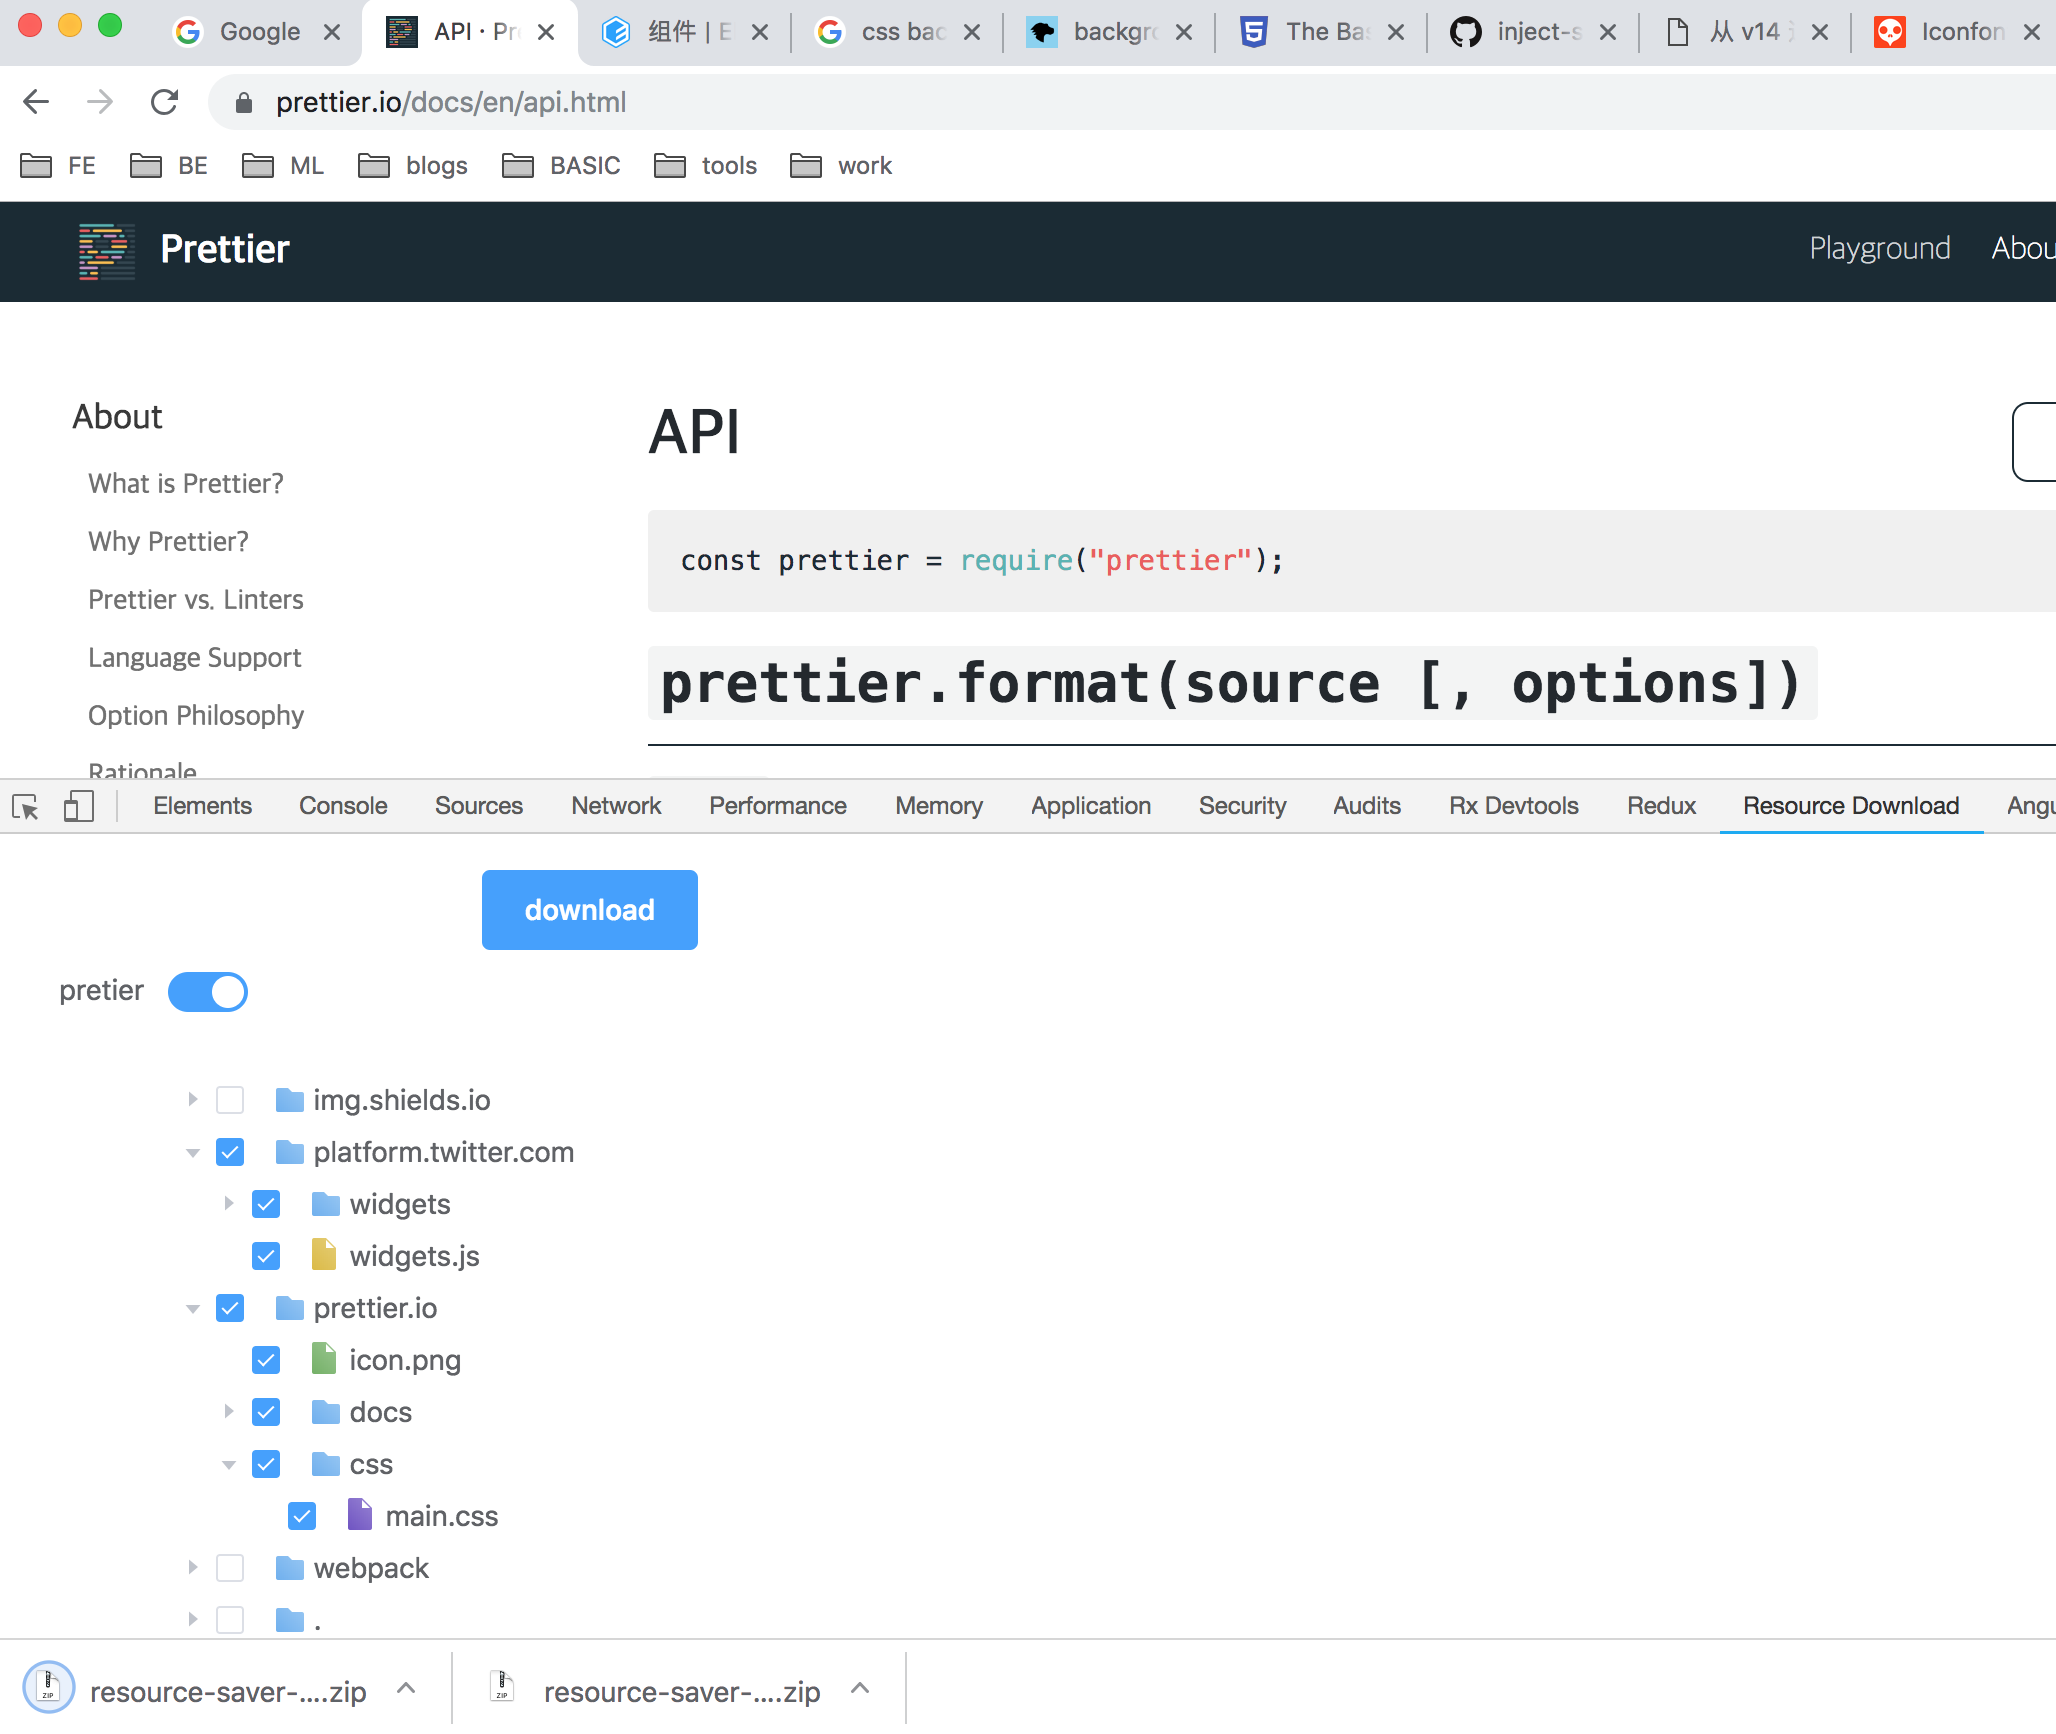 Google
API · Pr
组件 | E
css bac
backgro
The Ba
inject-s
从 v14
Iconfon
prettier.io/docs/en/api.html
FE BE ML blogs BASIC tools work
Prettier
Playground
Abou
About
What is Prettier?
Why Prettier?
Prettier vs. Linters
Language Support
Option Philosophy
Rationale
API
const prettier = require("prettier");
prettier.format(source [, options])
Elements Console Sources Network Performance Memory Application Security Audits Rx Devtools Redux Resource Download Angu
download
pretier
img.shields.io
platform.twitter.com
widgets
widgets.js
prettier.io
icon.png
docs
css
main.css
webpack
.
ZIP
resource-saver-....zip
ZIP
resource-saver-....zip